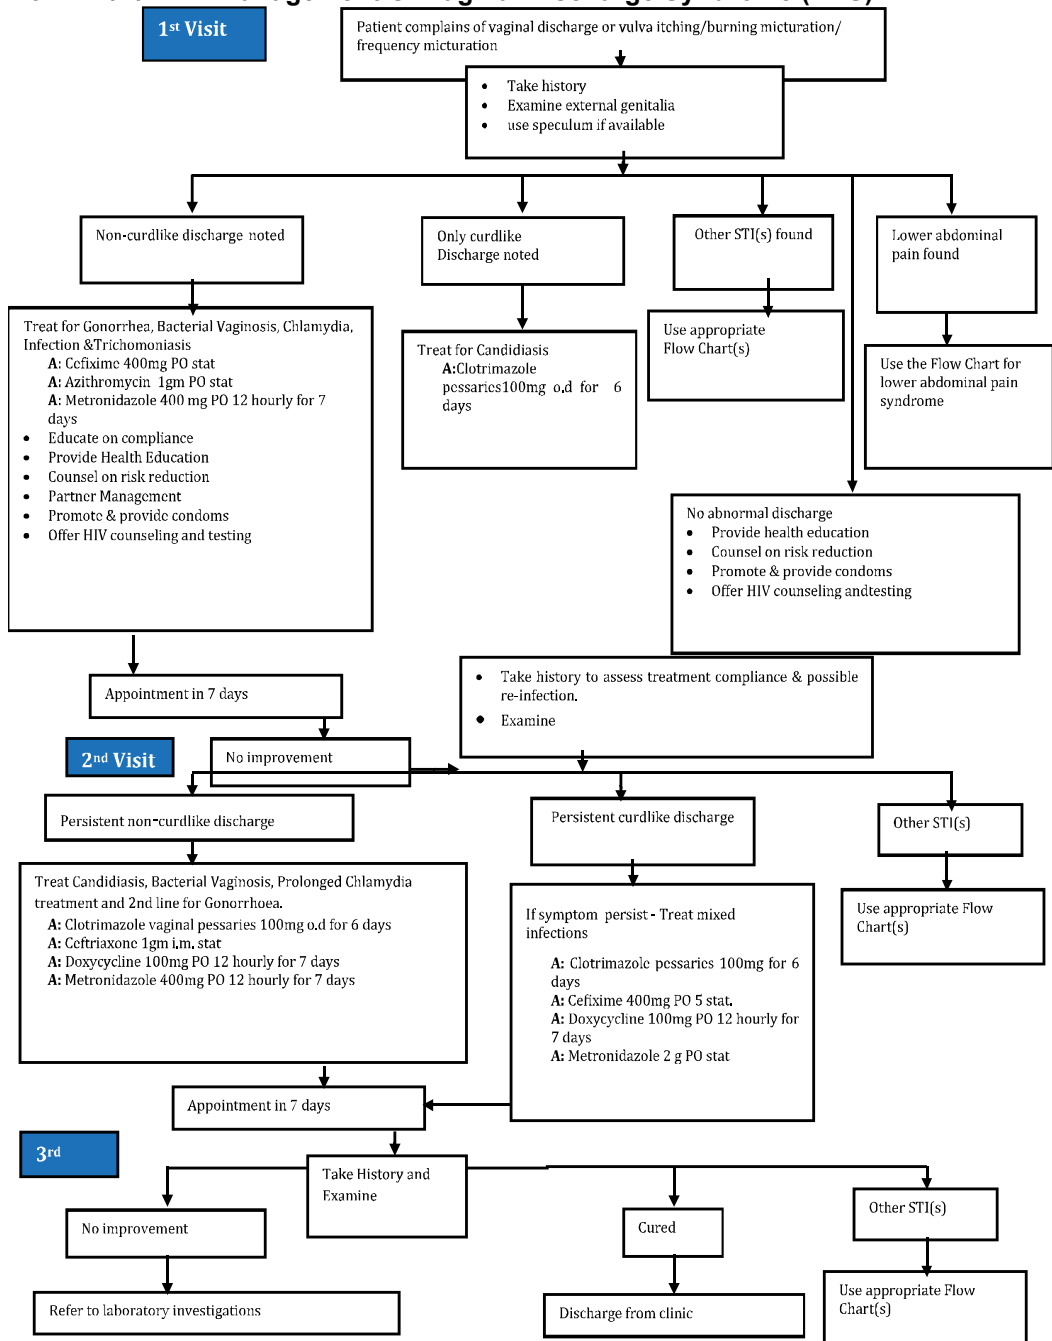 1st Visit
Patient complains of vaginal discharge or vulva itching/burning micturation/
frequency micturation
• Take history
• Examine external genitalia
• use speculum if available
Non-curdlike discharge noted
Only curdlike
Discharge noted
Other STI(s) found
Lower abdominal
pain found
Treat for Gonorrhea, Bacterial Vaginosis, Chlamydia,
Infection &Trichomoniasis
A: Cefixime 400mg PO stat
A: Azithromycin 1gm PO stat
A: Metronidazole 400 mg PO 12 hourly for 7
days
• Educate on compliance
• Provide Health Education
• Counsel on risk reduction
• Partner Management
• Promote & provide condoms
• Offer HIV counseling and testing
Treat for Candidiasis
A:Clotrimazole
pessaries100mg o.d for 6
days
Use appropriate
Flow Chart(s)
Use the Flow Chart for
lower abdominal pain
syndrome
No abnormal discharge
• Provide health education
• Counsel on risk reduction
• Promote & provide condoms
• Offer HIV counseling andtesting
Appointment in 7 days
• Take history to assess treatment compliance & possible
re-infection.
• Examine
2nd Visit
No improvement
Persistent non-curdlike discharge
Persistent curdlike discharge
Other STI(s)
Treat Candidiasis, Bacterial Vaginosis, Prolonged Chlamydia
treatment and 2nd line for Gonorrhoea.
A: Clotrimazole vaginal pessaries 100mg o.d for 6 days
A: Ceftriaxone 1gm i.m. stat
A: Doxycycline 100mg PO 12 hourly for 7 days
A: Metronidazole 400mg PO 12 hourly for 7 days
If symptom persist - Treat mixed
infections
A: Clotrimazole pessaries 100mg for 6
days
A: Cefixime 400mg PO 5 stat.
A: Doxycycline 100mg PO 12 hourly for
7 days
A: Metronidazole 2 g PO stat
Use appropriate Flow
Chart(s)
Appointment in 7 days
3rd
Take History and
Examine
No improvement
Cured
Other STI(s)
Refer to laboratory investigations
Discharge from clinic
Use appropriate Flow
Chart(s)